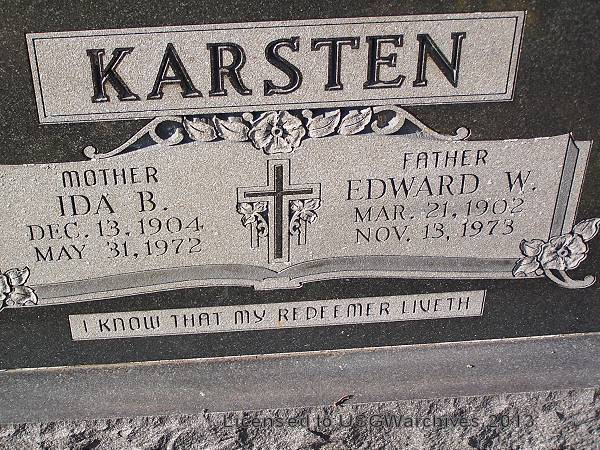 KARSTEN
MOTHER
IDA B.
DEC. 13, 1904
MAY 31, 1972
FATHER
EDWARD W.
MAR. 21, 1902
NOV. 13, 1973
I KNOW THAT MY REDEEMER LIVETH
Licensed to USGWarchives 2013